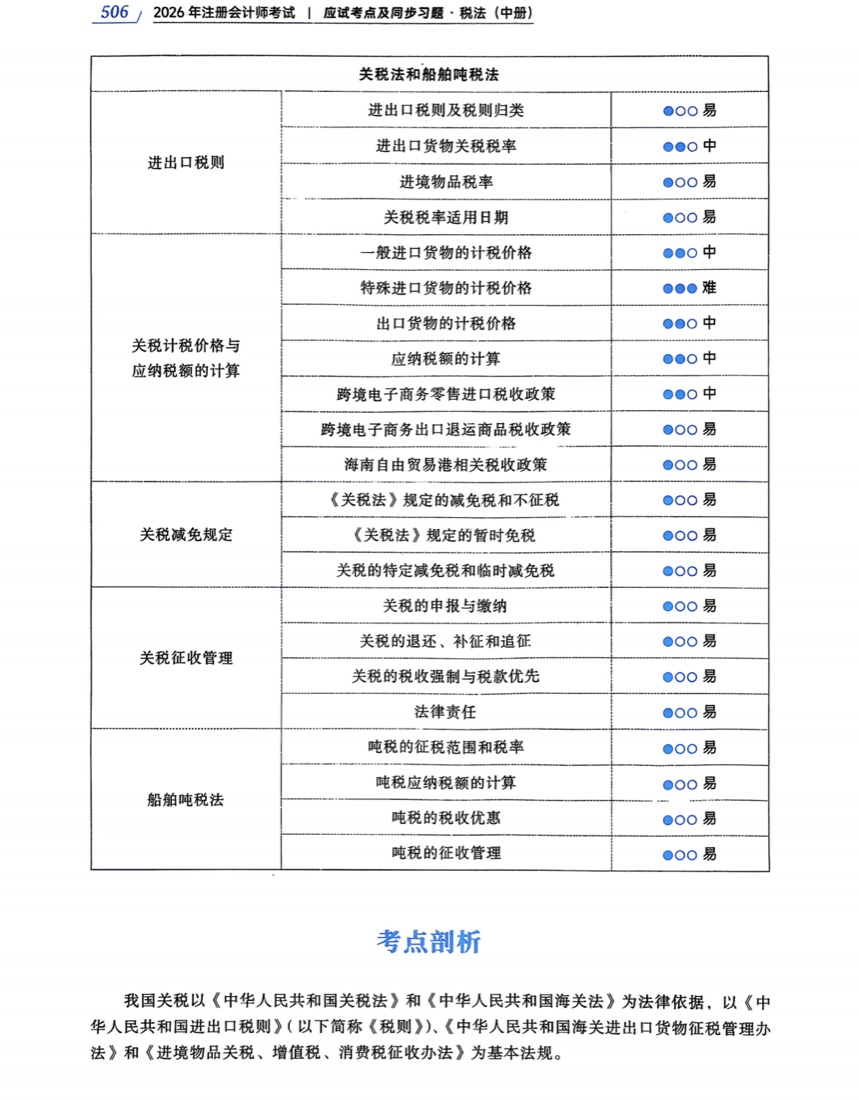 506 2026年注册会计师考试 | 应试考点及同步习题·税法（中册）
关税法和船舶吨税法
进出口税则
进出口税则及税则归类 ●○○ 易
进出口货物关税税率 ●●○ 中
进境物品税率 ●○○ 易
关税税率适用日期 ●○○ 易
关税计税价格与
应纳税额的计算
一般进口货物的计税价格 ●●○ 中
特殊进口货物的计税价格 ●●● 难
出口货物的计税价格 ●●○ 中
应纳税额的计算 ●●○ 中
跨境电子商务零售进口税收政策 ●●○ 中
跨境电子商务出口退运商品税收政策 ●○○ 易
海南自由贸易港相关税收政策 ●○○ 易
关税减免规定
《关税法》规定的减免税和不征税 ●○○ 易
《关税法》规定的暂时免税 ●○○ 易
关税的特定减免税和临时减免税 ●○○ 易
关税征收管理
关税的申报与缴纳 ●○○ 易
关税的退还、补征和追征 ●○○ 易
关税的税收强制与税款优先 ●○○ 易
法律责任 ●○○ 易
船舶吨税法
吨税的征税范围和税率 ●○○ 易
吨税应纳税额的计算 ●○○ 易
吨税的税收优惠 ●○○ 易
吨税的征收管理 ●○○ 易
考点剖析
我国关税以《中华人民共和国关税法》和《中华人民共和国海关法》为法律依据，以《中
华人民共和国进出口税则》（以下简称《税则》）、《中华人民共和国海关进出口货物征税管理办
法》和《进境物品关税、增值税、消费税征收办法》为基本法规。